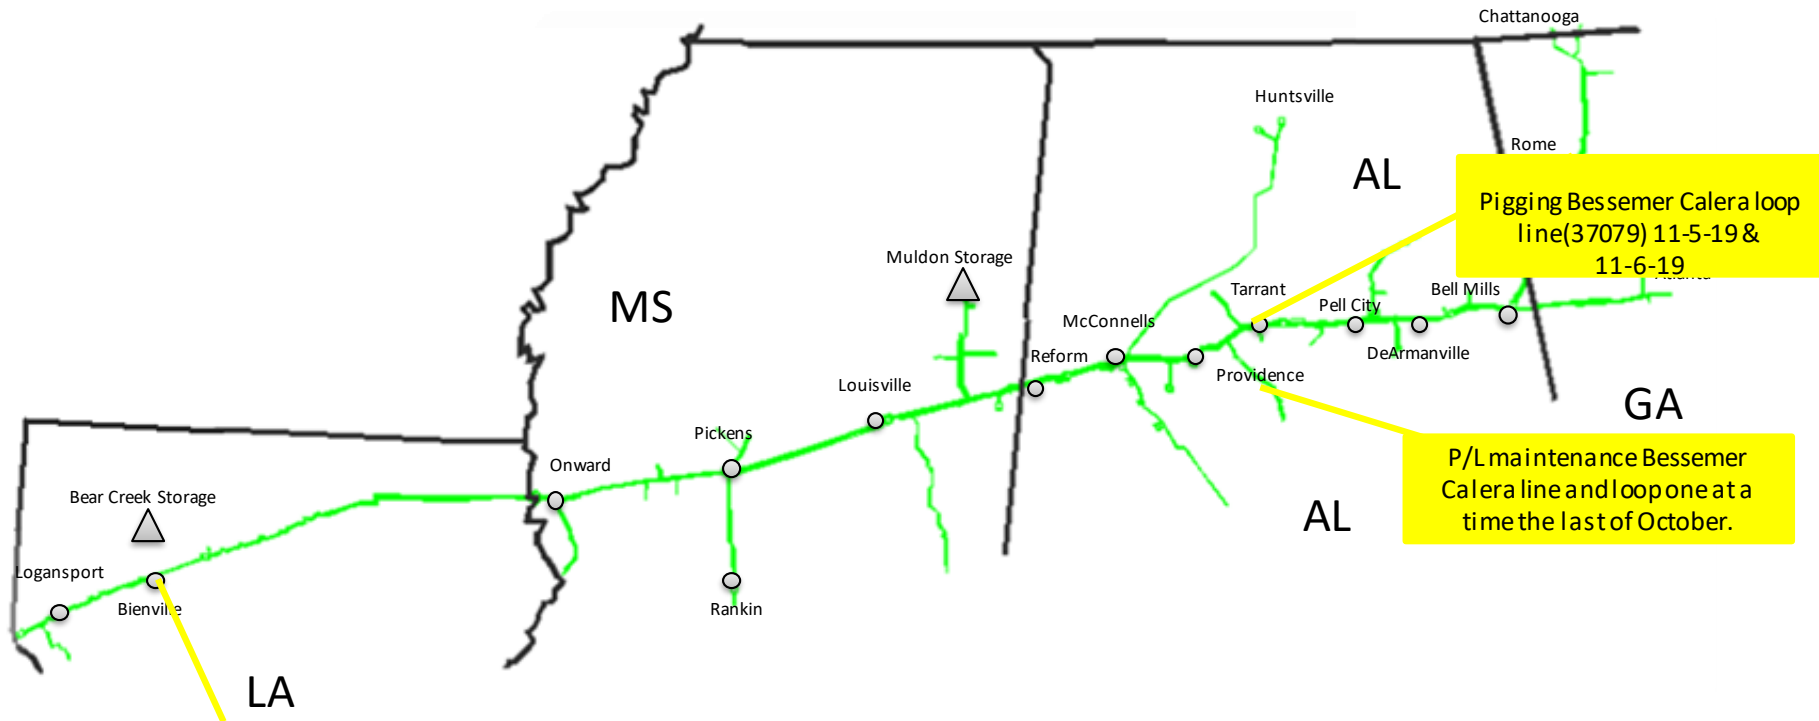 Chattanooga
Huntsville
AL
Rome
Pigging Bessemer Calera loop
line(37079) 11-5-19 &
11-6-19
Muldon Storage
MS
Tarrant
Bell Mills
Pell City
McConnells
DeArmanville
Reform
Providence
Louisville
GA
Pickens
P/L maintenance Bessemer
Calera line and loop one at a
time the last of October.
Onward
Bear Creek Storage
AL
Logansport
Bienville
Rankin
LA